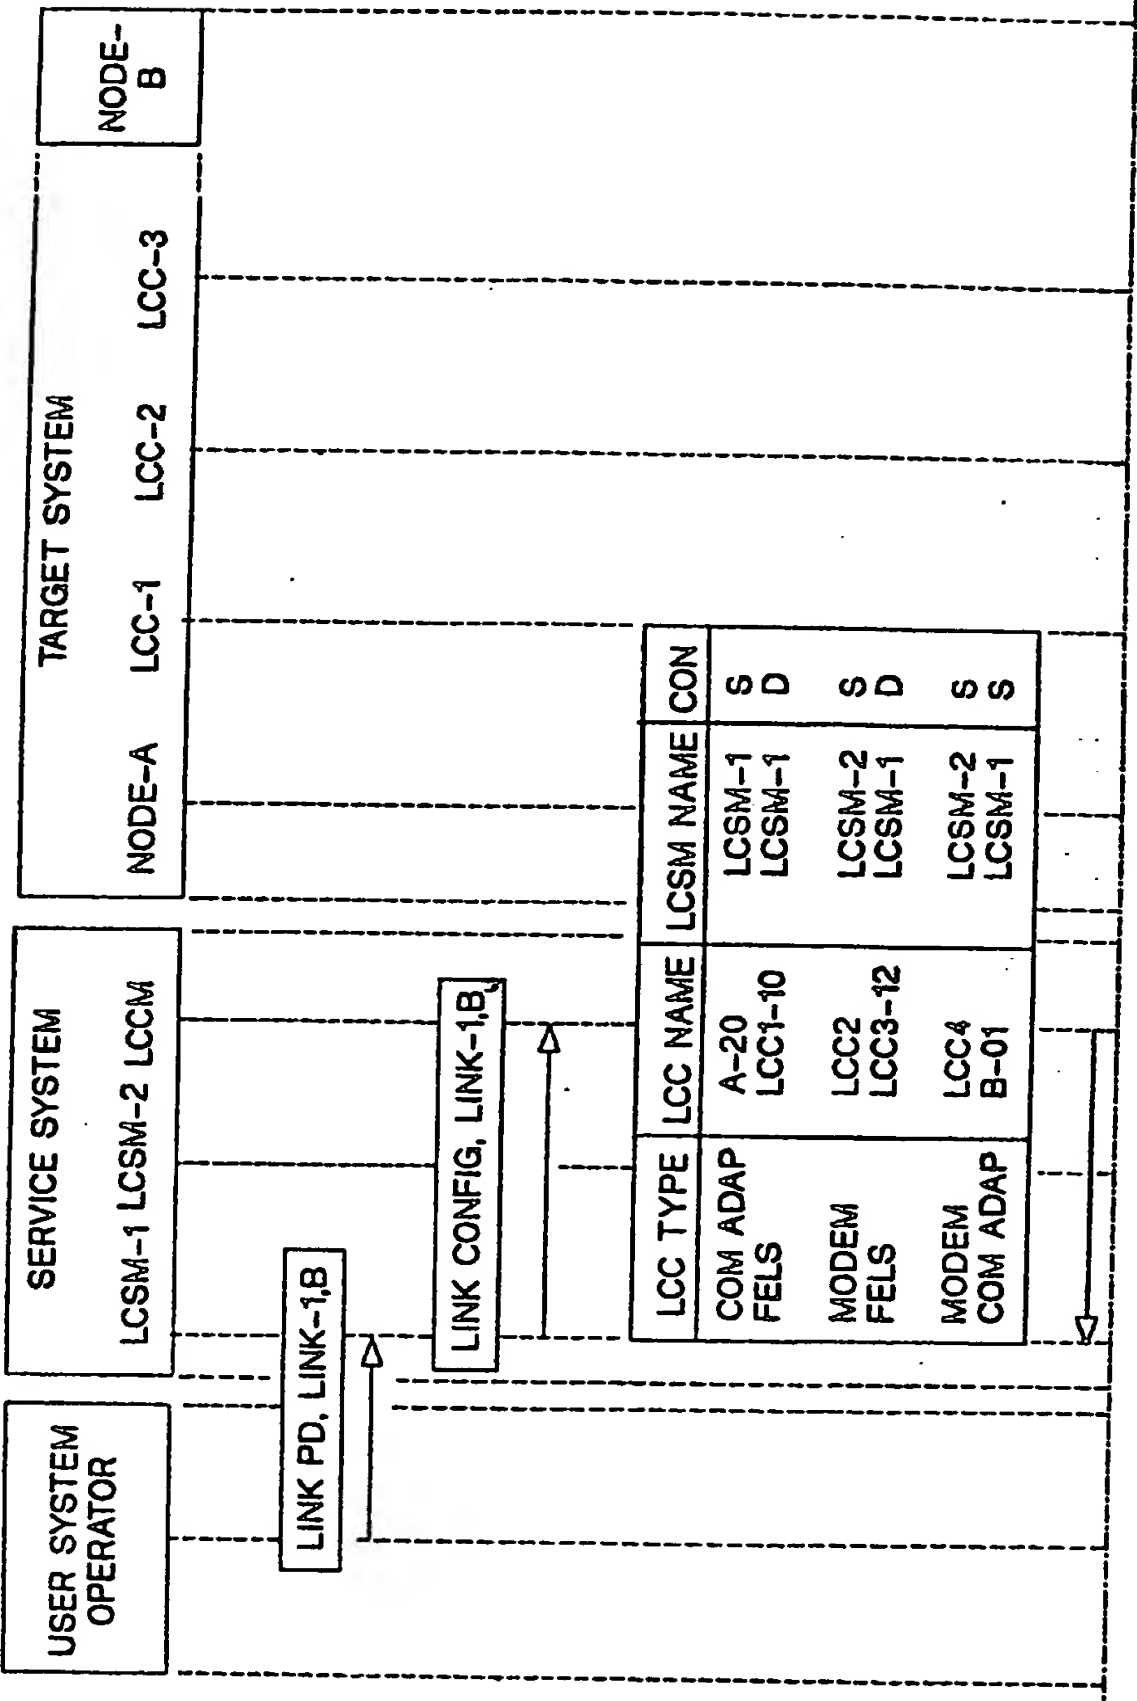 USER SYSTEM
OPERATOR
SERVICE SYSTEM
LCSM-1 LCSM-2 LCCM
TARGET SYSTEM
NODE-A LCC-1 LCC-2 LCC-3
NODE-
B
LINK PD, LINK-1,B
LINK CONFIG, LINK-1,B,
LCC TYPE LCC NAME LCSM NAME CON
COM ADAP A-20 LCSM-1 S
FELS LCC1-10 LCSM-1 D
MODEM LCC2 LCSM-2 S
FELS LCC3-12 LCSM-1 D
MODEM LCC4 LCSM-2 S
COM ADAP B-01 LCSM-1 S